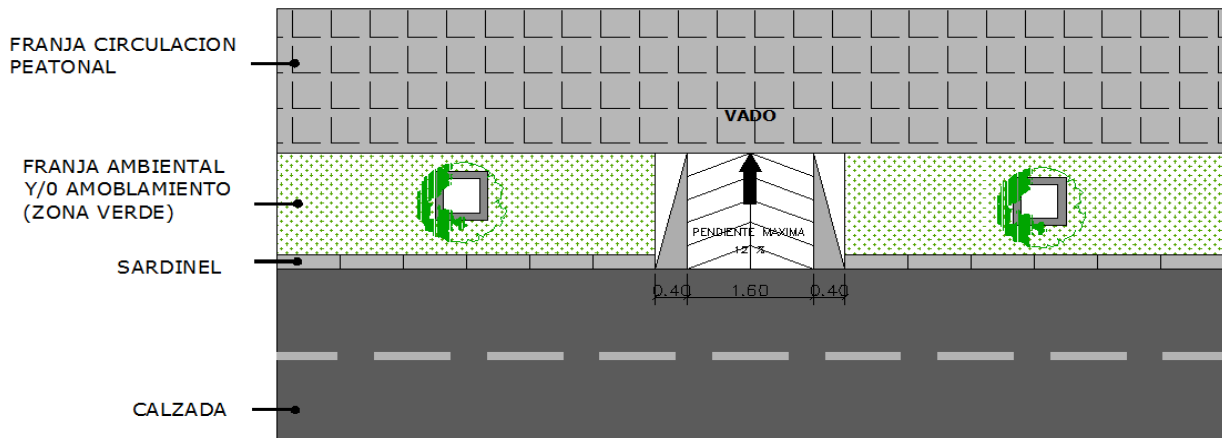 FRANJA CIRCULACION
PEATONAL
VADO
FRANJA AMBIENTAL
Y/0 AMOBLAMIENTO
(ZONA VERDE)
PENDIENTE MAXIMA
12 %
SARDINEL
0.40 1.60 0.40
CALZADA